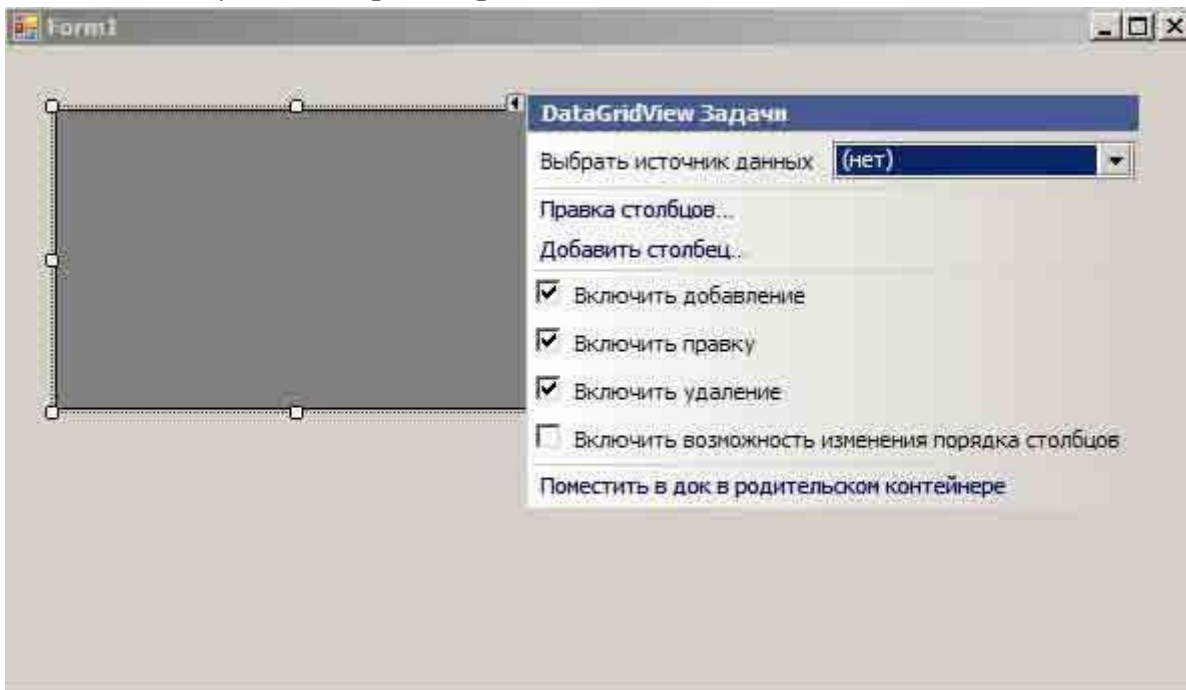 Form1
DataGridView Задачи
Выбрать источник данных (нет)
Правка столбцов...
Добавить столбец...
Включить добавление
Включить правку
Включить удаление
Включить возможность изменения порядка столбцов
Поместить в док в родительском контейнере